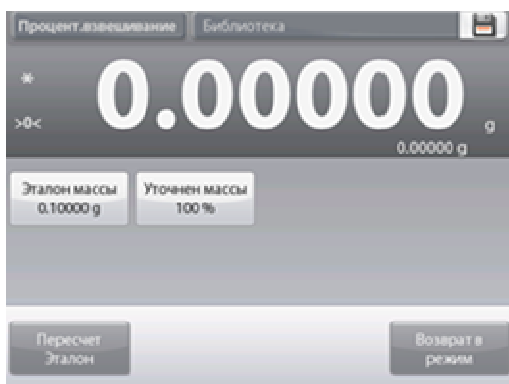 Процент.взвешивание Библиотека
*
0.00000 g
>0<
0.00000 g
Эталон массы Уточнен массы
0.10000 g 100 %
Пересчет Возврат в
Эталон режим